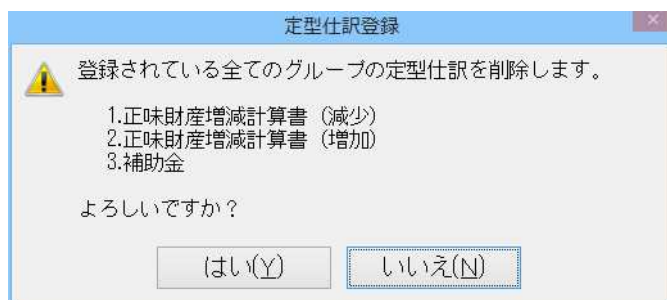 定型仕訳登録
登録されている全てのグループの定型仕訳を削除します。
1.正味財産増減計算書（減少）
2.正味財産増減計算書（増加）
3.補助金
よろしいですか？
はい(Y)
いいえ(N)